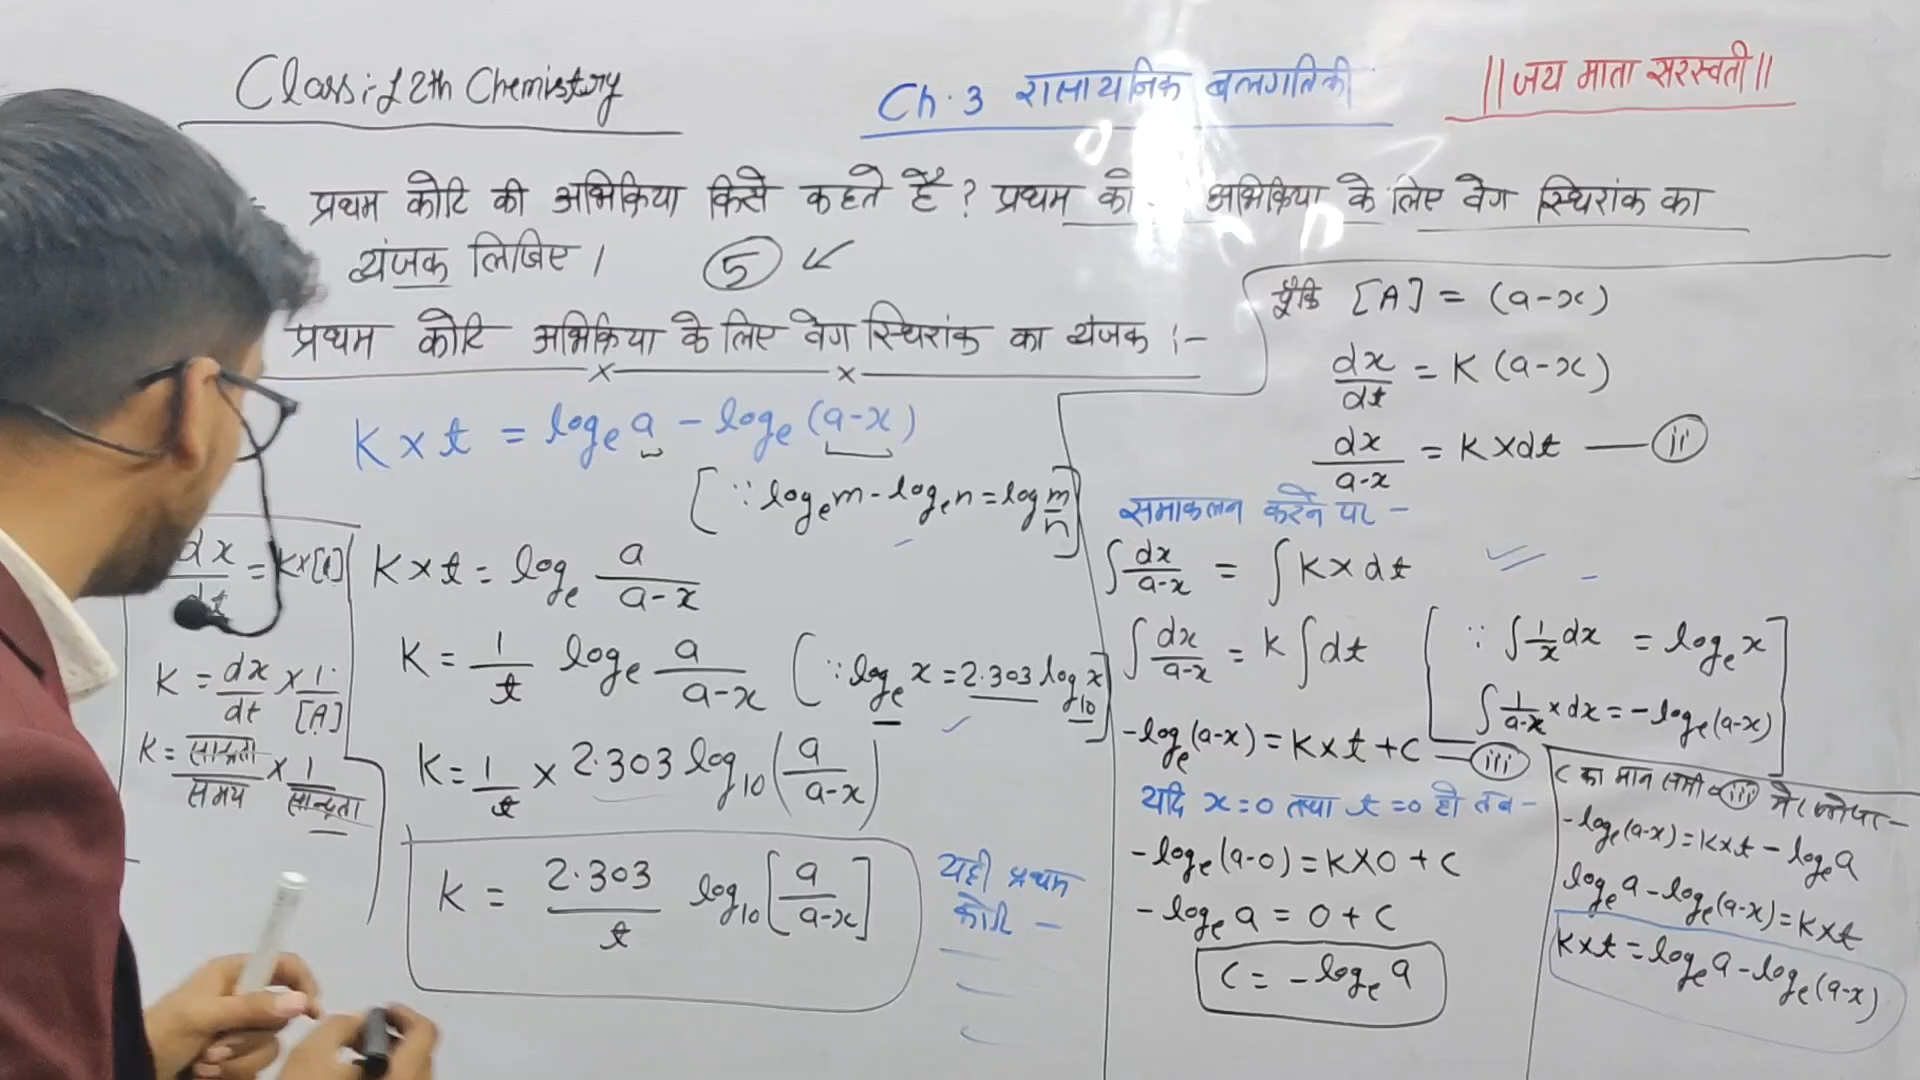 Class:- 12th Chemistry
Ch. 3 रासायनिक बलगतिकी
||जय माता सरस्वती||
प्रथम कोटि की अभिक्रिया किसे कहते है? प्रथम को अभिक्रिया के लिए वेग स्थिरांक का
व्यंजक लिखिए। ⑤ ↙
प्रथम कोटि अभिक्रिया के लिए वेग स्थिरांक का व्यंजक :-
K × t = logₑ a - logₑ (a-x)
[∵ logₑ m - logₑ n = log m/n]
dx/dt = K×[A]
K = dx/dt × 1/[A]
K = सान्द्रता/समय × 1/सान्द्रता
K × t = logₑ a/a-x
K = 1/t logₑ a/a-x (∵ logₑ x = 2.303 log₁₀ x]
K = 1/t × 2.303 log₁₀ (a/a-x)
K = 2.303/t log₁₀ [a/a-x]
यही प्रथम
कोटि -
चूँकि [A] = (a-x)
dx/dt = K (a-x)
dx/a-x = K×dt — (ii)
समाकलन करने पर -
∫ dx/a-x = ∫ K × dt
∫ dx/a-x = K ∫ dt
[∵ ∫ 1/x dx = logₑ x
∫ 1/a-x × dx = -logₑ (a-x)]
-logₑ (a-x) = K × t + C — (iii)
यदि x = 0 तथा t = 0 हो तब -
-logₑ (a-0) = K × 0 + C
-logₑ a = 0 + C
C = -logₑ a
C का मान समी० (iii) में
-logₑ (a-x) = K×t - logₑ a
logₑ a - logₑ (a-x) = K×t
K×t = logₑ a - logₑ (a-x)